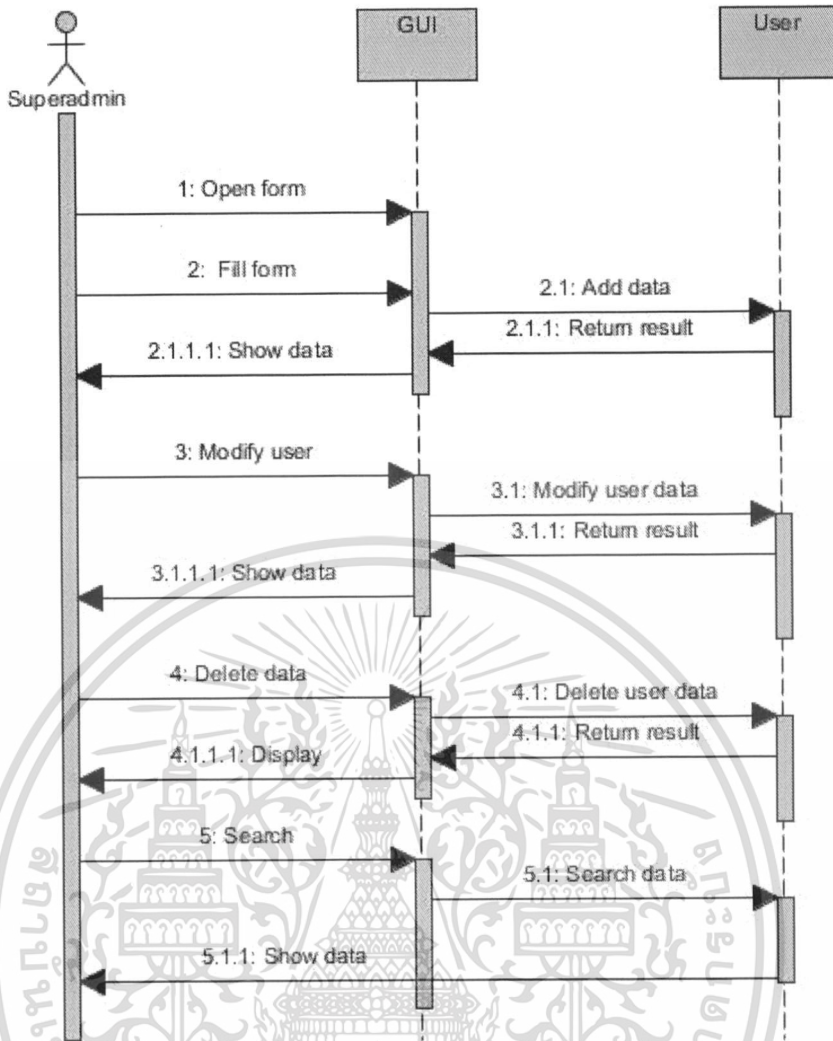 GUI
User
Superadmin
1: Open form
2: Fill form
2.1: Add data
2.1.1: Return result
2.1.1.1: Show data
3: Modify user
3.1: Modify user data
3.1.1: Return result
3.1.1.1: Show data
4: Delete data
4.1: Delete user data
4.1.1: Return result
4.1.1.1: Display
5: Search
5.1: Search data
5.1.1: Show data